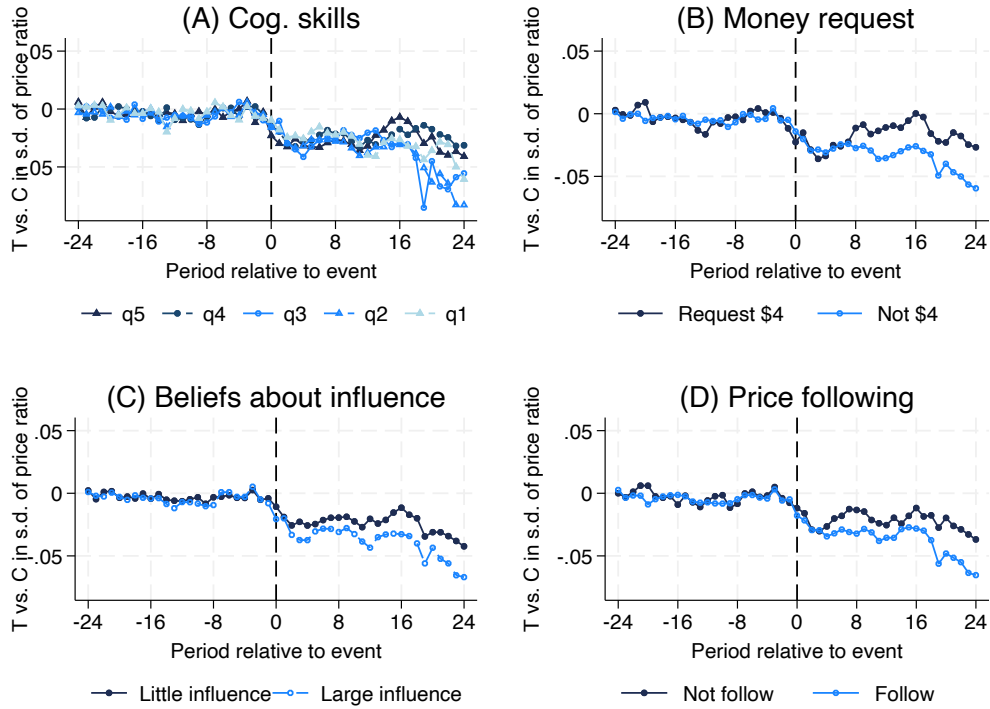 (A) Cog. skills
T vs. C in s.d. of price ratio
.05
0
.05
-24 -16 -8 0 8 16 24
Period relative to event
q5 q4 q3 q2 q1
(B) Money request
T vs. C in s.d. of price ratio
.05
0
-.05
-24 -16 -8 0 8 16 24
Period relative to event
Request $4 Not $4
(C) Beliefs about influence
T vs. C in s.d. of price ratio
.05
0
-.05
-24 -16 -8 0 8 16 24
Period relative to event
Little influence Large influence
(D) Price following
T vs. C in s.d. of price ratio
.05
0
-.05
-24 -16 -8 0 8 16 24
Period relative to event
Not follow Follow